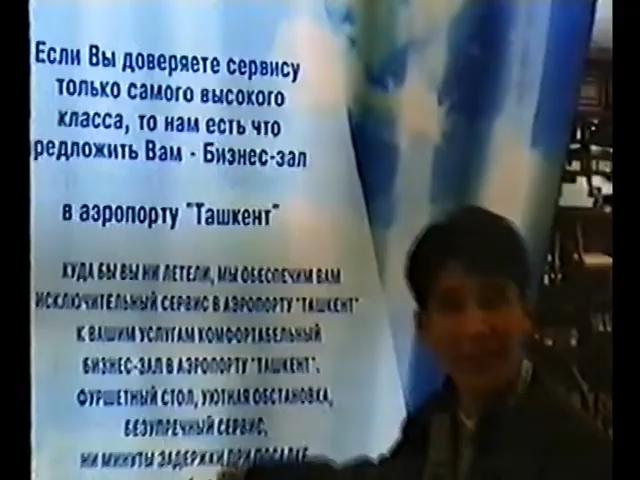 Если Вы доверяете сервису
только самого высокого
класса, то нам есть что
редложить Вам - Бизнес-зал
в аэропорту "Ташкент"
КУДА БЫ ВЫ НИ ЛЕТЕЛИ, МЫ ОБЕСПЕЧИМ ВАМ
ИСКЛЮЧИТЕЛЬНЫЙ СЕРВИС В АЭРОПОРТУ "ТАШКЕНТ"
К ВАШИМ УСЛУГАМ КОМФОРТАБЕЛЬНЫЙ
БИЗНЕС-ЗАЛ В АЭРОПОРТУ "ТАШКЕНТ".
ФУРШЕТНЫЙ СТОЛ, УЮТНАЯ ОБСТАНОВКА,
БЕЗУПРЕЧНЫЙ СЕРВИС,
НИ МИНУТЫ ЗАДЕРЖКИ ПРИ ПОСАДКЕ